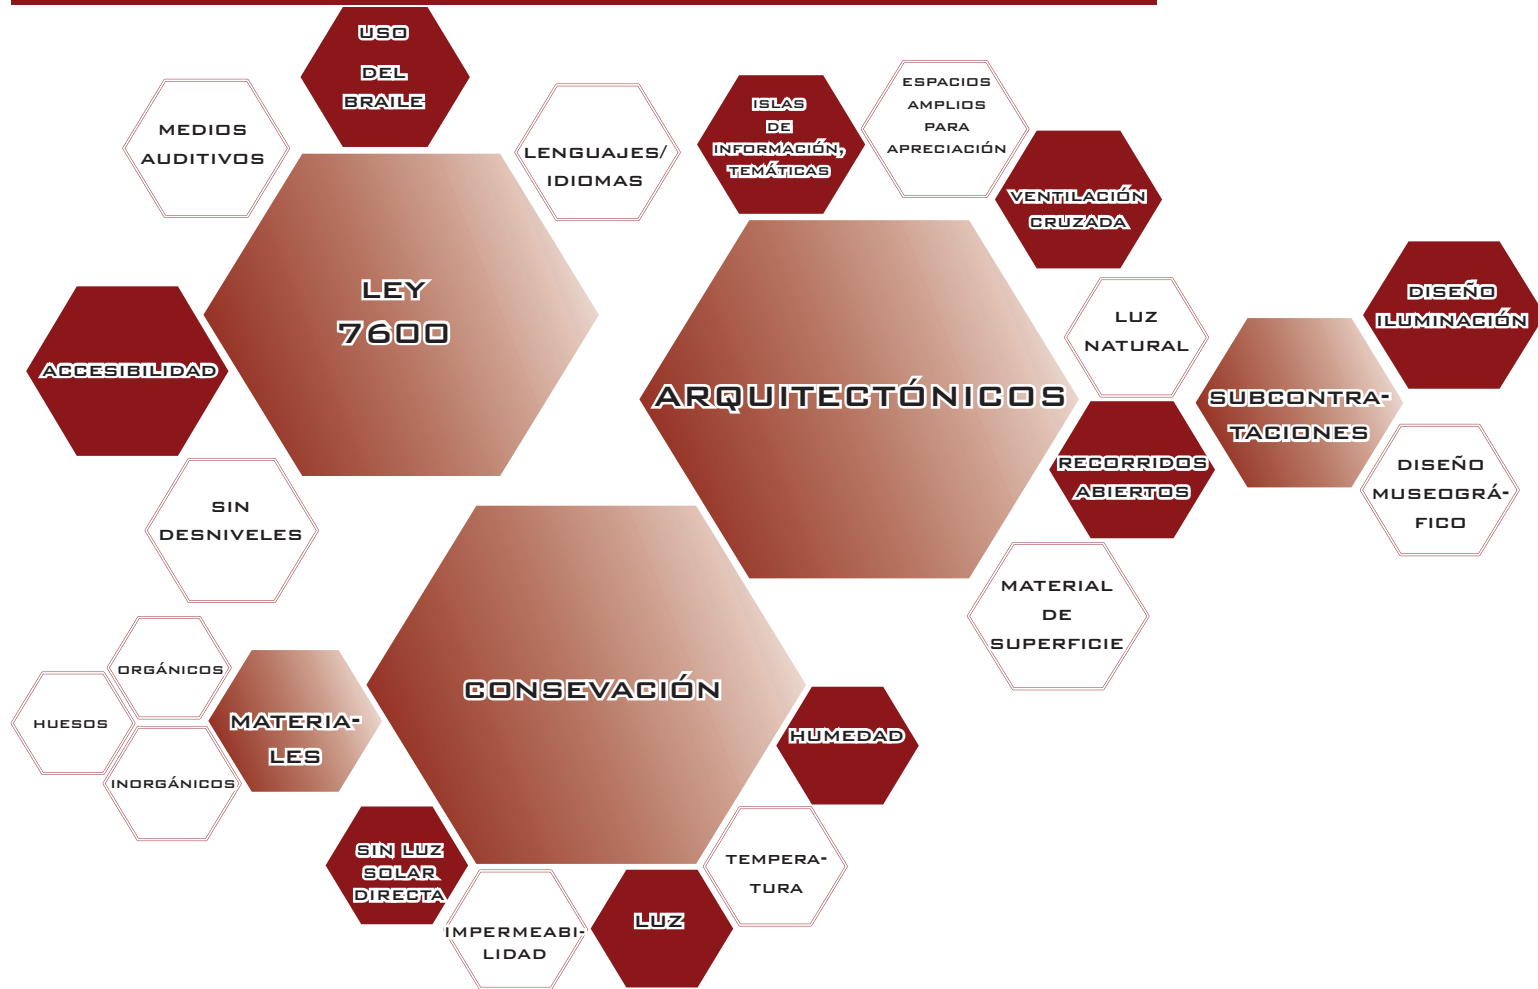 USO
DEL
BRAILE
MEDIOS
AUDITIVOS
LENGUAJES/
IDIOMAS
LEY
7600
ACCESIBILIDAD
SIN
DESNIVELES
ISLAS
DE
INFORMACIÓN,
TEMÁTICAS
ESPACIOS
AMPLIOS
PARA
APRECIACIÓN
VENTILACIÓN
CRUZADA
LUZ
NATURAL
ARQUITECTÓNICOS
RECORRIDOS
ABIERTOS
MATERIAL
DE
SUPERFICIE
SUBCONTRA-
TACIONES
DISEÑO
ILUMINACIÓN
DISEÑO
MUSEOGRÁ-
FICO
CONSEVACIÓN
MATERIA-
LES
ORGÁNICOS
HUESOS
INORGÁNICOS
HUMEDAD
TEMPERA-
TURA
LUZ
IMPERMEABI-
LIDAD
SIN LUZ
SOLAR
DIRECTA